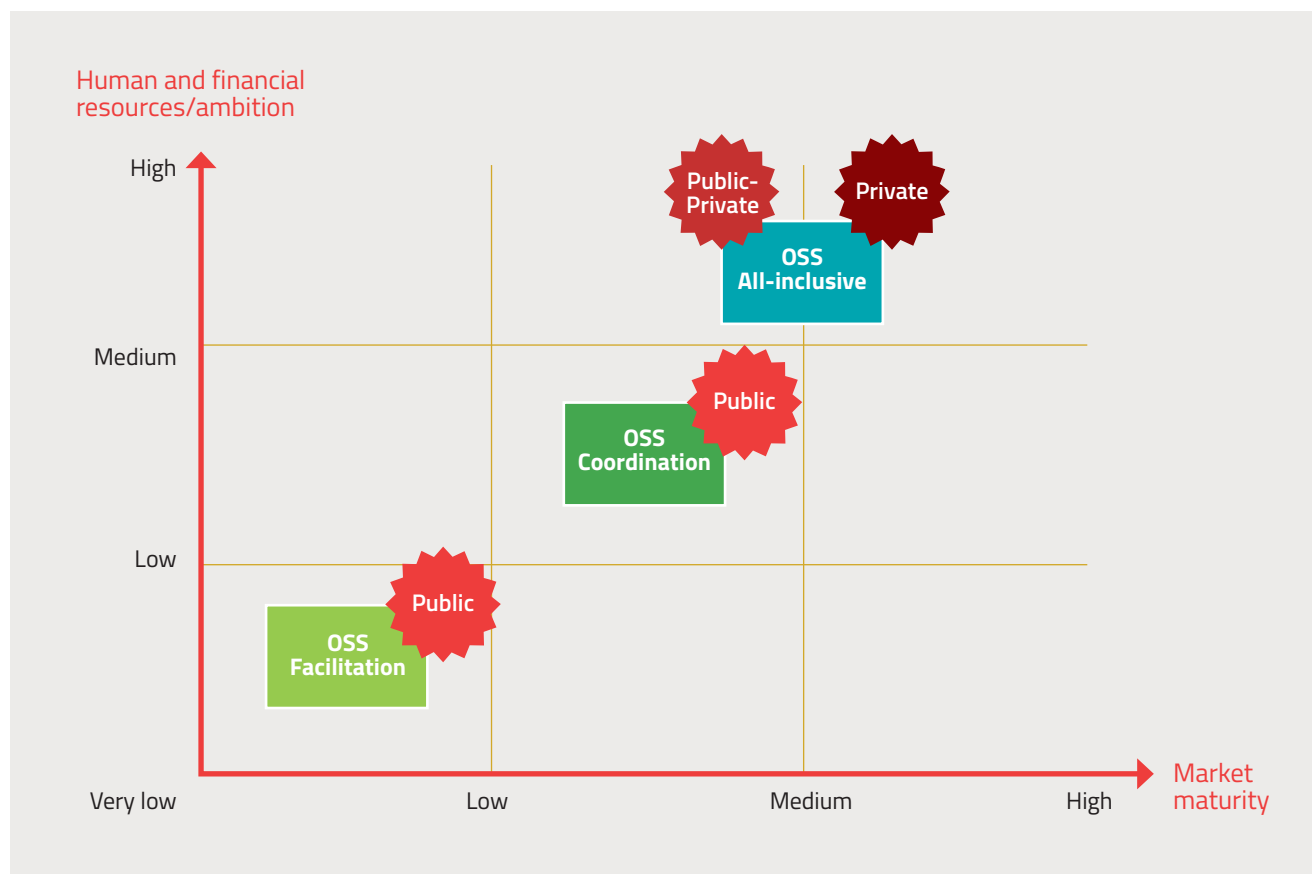 Human and financial
resources/ambition
High
Public-
Private
Private
OSS
All-inclusive
Medium
Public
OSS
Coordination
Low
Public
OSS
Facilitation
Very low
Low
Medium
High
Market
maturity